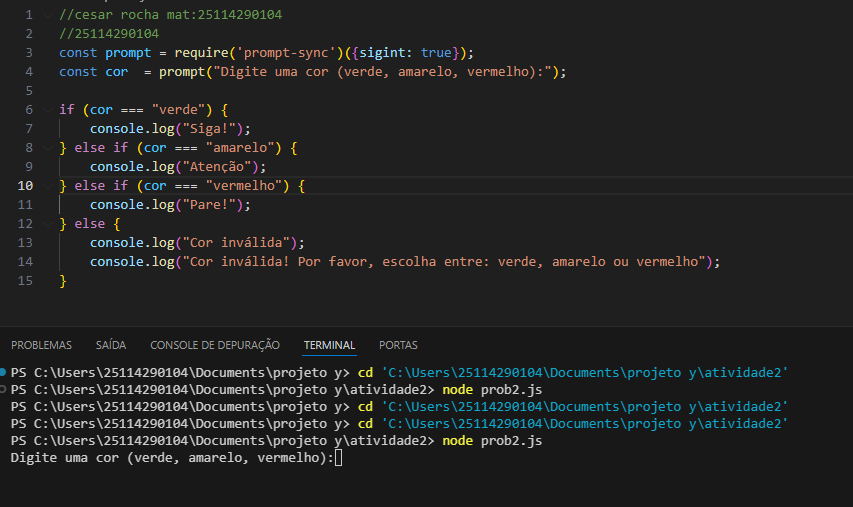 1 //cesar rocha mat:25114290104
2 //25114290104
3 const prompt = require('prompt-sync')({sigint: true});
4 const cor  = prompt("Digite uma cor (verde, amarelo, vermelho):");
5
6 if (cor === "verde") {
7     console.log("Siga!");
8 } else if (cor === "amarelo") {
9     console.log("Atenção");
10 } else if (cor === "vermelho") {
11     console.log("Pare!");
12 } else {
13     console.log("Cor inválida");
14     console.log("Cor inválida! Por favor, escolha entre: verde, amarelo ou vermelho");
15 }
PROBLEMAS SAÍDA CONSOLE DE DEPURAÇÃO TERMINAL PORTAS
PS C:\Users\25114290104\Documents\projeto y> cd 'C:\Users\25114290104\Documents\projeto y\atividade2'
PS C:\Users\25114290104\Documents\projeto y\atividade2> node prob2.js
PS C:\Users\25114290104\Documents\projeto y> cd 'C:\Users\25114290104\Documents\projeto y\atividade2'
PS C:\Users\25114290104\Documents\projeto y> cd 'C:\Users\25114290104\Documents\projeto y\atividade2'
PS C:\Users\25114290104\Documents\projeto y\atividade2> node prob2.js
Digite uma cor (verde, amarelo, vermelho):